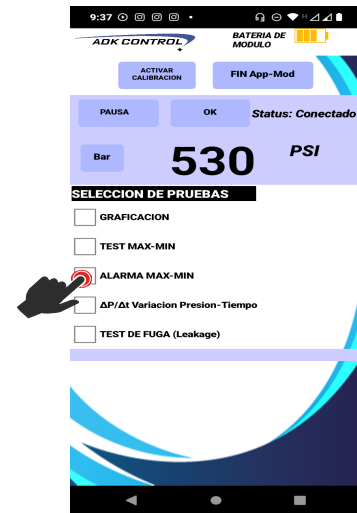 9:37
H
ADK CONTROL
BATERIA DE
MODULO
ACTIVAR
CALIBRACION
FIN App-Mod
PAUSA
OK
Status: Conectado
Bar
530
PSI
SELECCION DE PRUEBAS
GRAFICACION
TEST MAX-MIN
ALARMA MAX-MIN
ΔP/Δt Variacion Presion-Tiempo
TEST DE FUGA (Leakage)